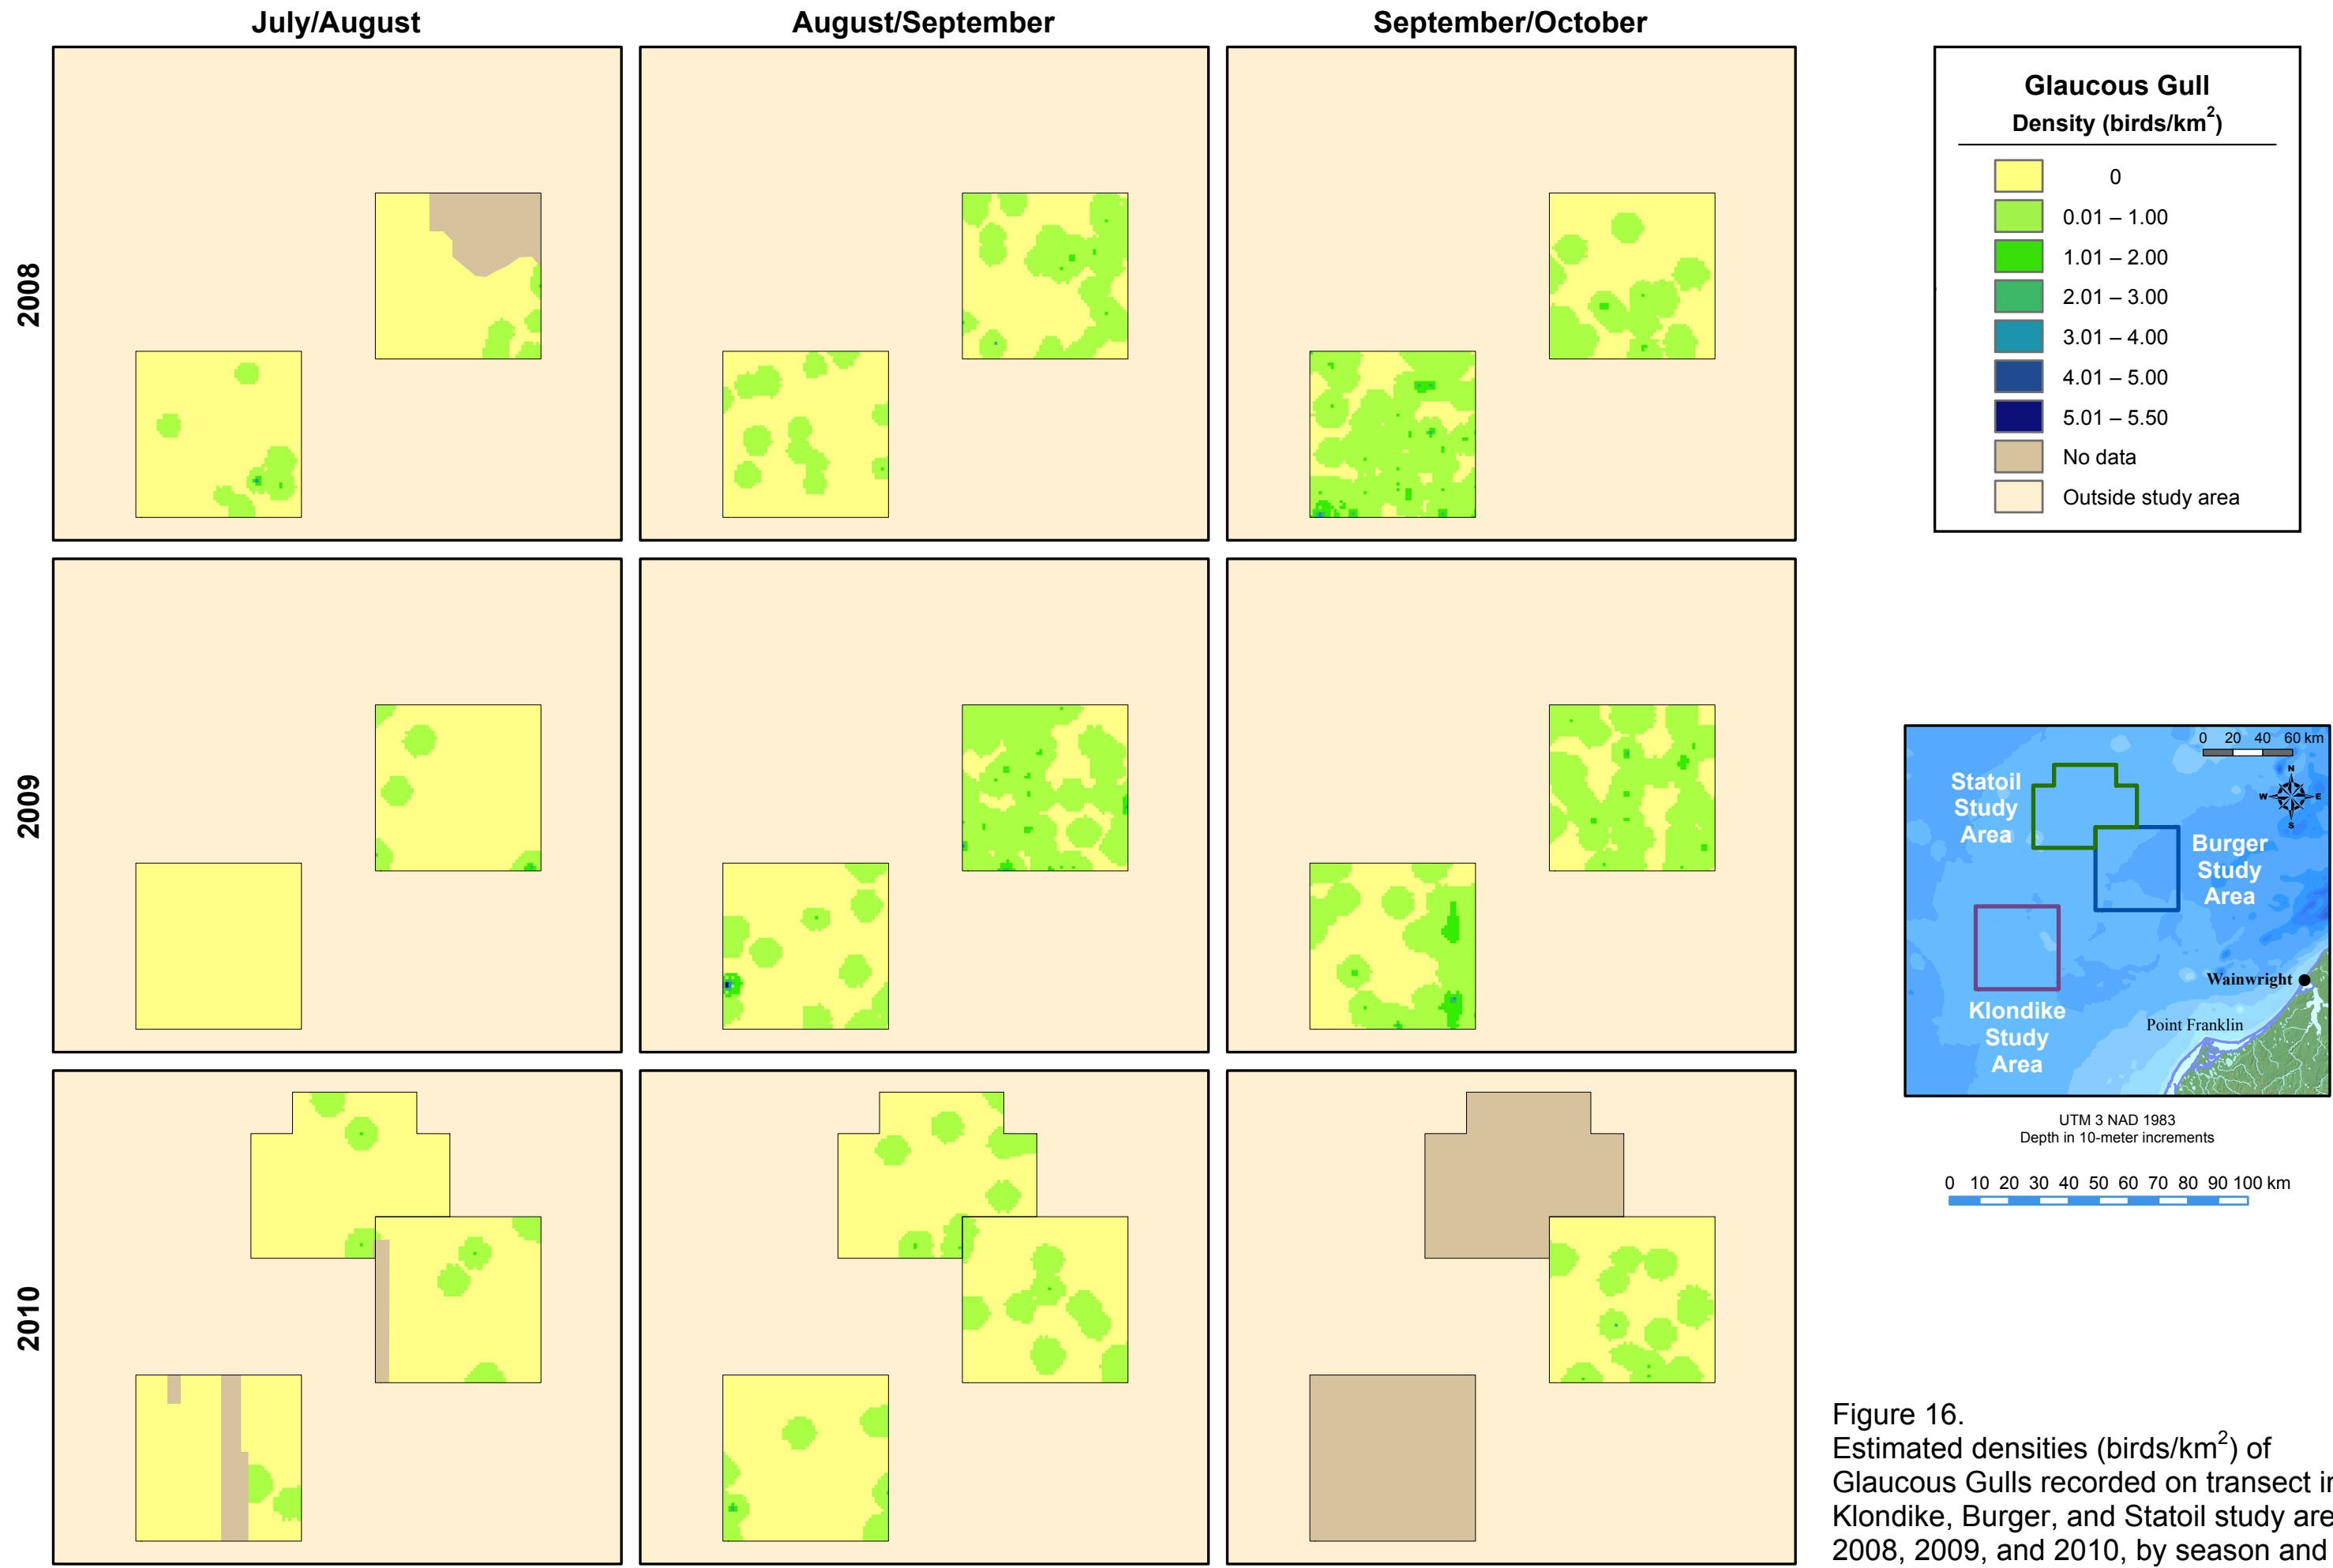 July/August
August/September
September/October
2008
2009
2010
Glaucous Gull
Density (birds/km²)
0
0.01 – 1.00
1.01 – 2.00
2.01 – 3.00
3.01 – 4.00
4.01 – 5.00
5.01 – 5.50
No data
Outside study area
0 20 40 60 km
N
W E
S
Statoil
Study
Area
Burger
Study
Area
Klondike
Study
Area
Wainwright
Point Franklin
UTM 3 NAD 1983
Depth in 10-meter increments
0 10 20 30 40 50 60 70 80 90 100 km
Figure 16.
Estimated densities (birds/km²) of
Glaucous Gulls recorded on transect in
Klondike, Burger, and Statoil study are
2008, 2009, and 2010, by season and